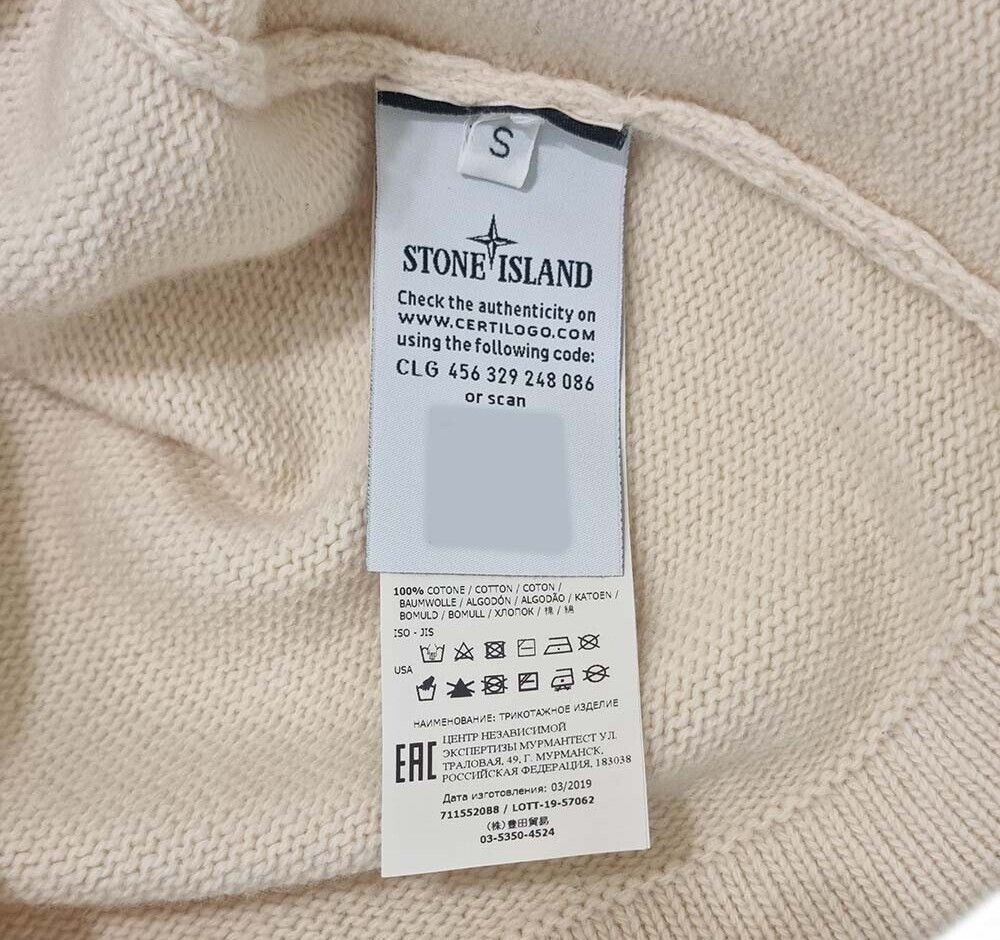 S
STONE ISLAND
Check the authenticity on
WWW.CERTILOGO.COM
using the following code:
CLG 456 329 248 086
or scan
100% COTONE / COTTON / COTON /
BAUMWOLLE / ALGODÓN / ALGODÃO / KATOEN /
BOMULD / BOMULL / ХЛОПОК / 棉 / 綿
ISO - JIS
USA
НАИМЕНОВАНИЕ: ТРИКОТАЖНОЕ ИЗДЕЛИЕ
EAC
ЦЕНТР НЕЗАВИСИМОЙ
ЭКСПЕРТИЗЫ МУРМАНТЕСТ УЛ.
ТРАЛОВАЯ, 49, Г. МУРМАНСК,
РОССИЙСКАЯ ФЕДЕРАЦИЯ, 183038
Дата изготовления: 03/2019
7115520B8 / LOTT-19-57062
(株)豊田貿易
03-5350-4524